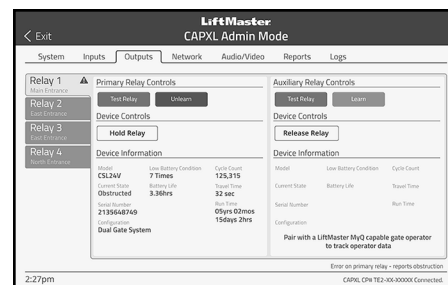 LiftMaster
Exit
CAPXL Admin Mode
System Inputs Outputs Network Audio/Video Reports Logs
Relay 1
Main Entrance
Relay 2
East Entrance
Relay 3
East Entrance
Relay 4
North Entrance
Primary Relay Controls
Test Relay Unlearn
Device Controls
Hold Relay
Device Information
Model Low Battery Condition Cycle Count
CSL24V 7 Times 125,315
Current State Battery Life Travel Time
Obstructed 3.36hrs 32 sec
Serial Number Run Time
2135648749 05yrs 02mos
Configuration 15days 2hrs
Dual Gate System
Auxiliary Relay Controls
Test Relay Learn
Device Controls
Release Relay
Device Information
Model Low Battery Condition Cycle Count
Current State Battery Life Travel Time
Serial Number Run Time
Configuration
Pair with a LiftMaster MyQ capable gate operator
to track operator data
Error on primary relay - reports obstruction
2:27pm CAPXL CP# TE2-XX-XXXXX Connected.